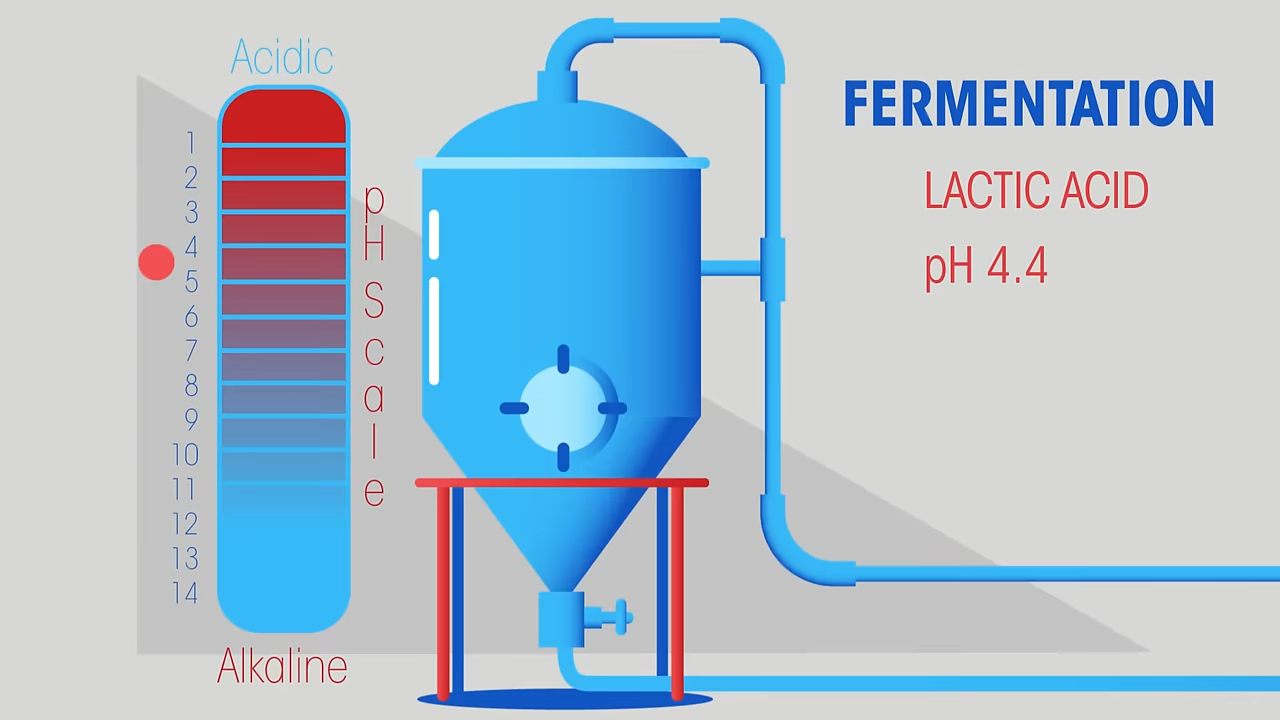 Acidic
1
2
3
4
5
6
7
8
9
10
11
12
13
14
Alkaline
pH Scale
FERMENTATION
LACTIC ACID
pH 4.4